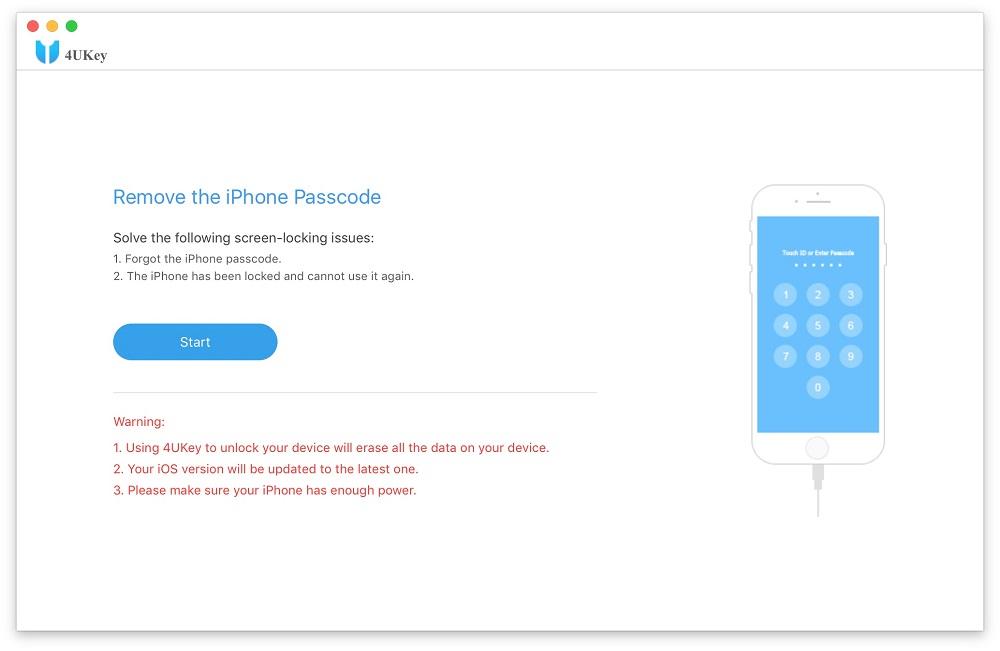 4UKey
Remove the iPhone Passcode
Solve the following screen-locking issues:
1. Forgot the iPhone passcode.
2. The iPhone has been locked and cannot use it again.
Start
Warning:
1. Using 4UKey to unlock your device will erase all the data on your device.
2. Your iOS version will be updated to the latest one.
3. Please make sure your iPhone has enough power.
Touch ID or Enter Passcode
1 2 3
4 5 6
7 8 9
0